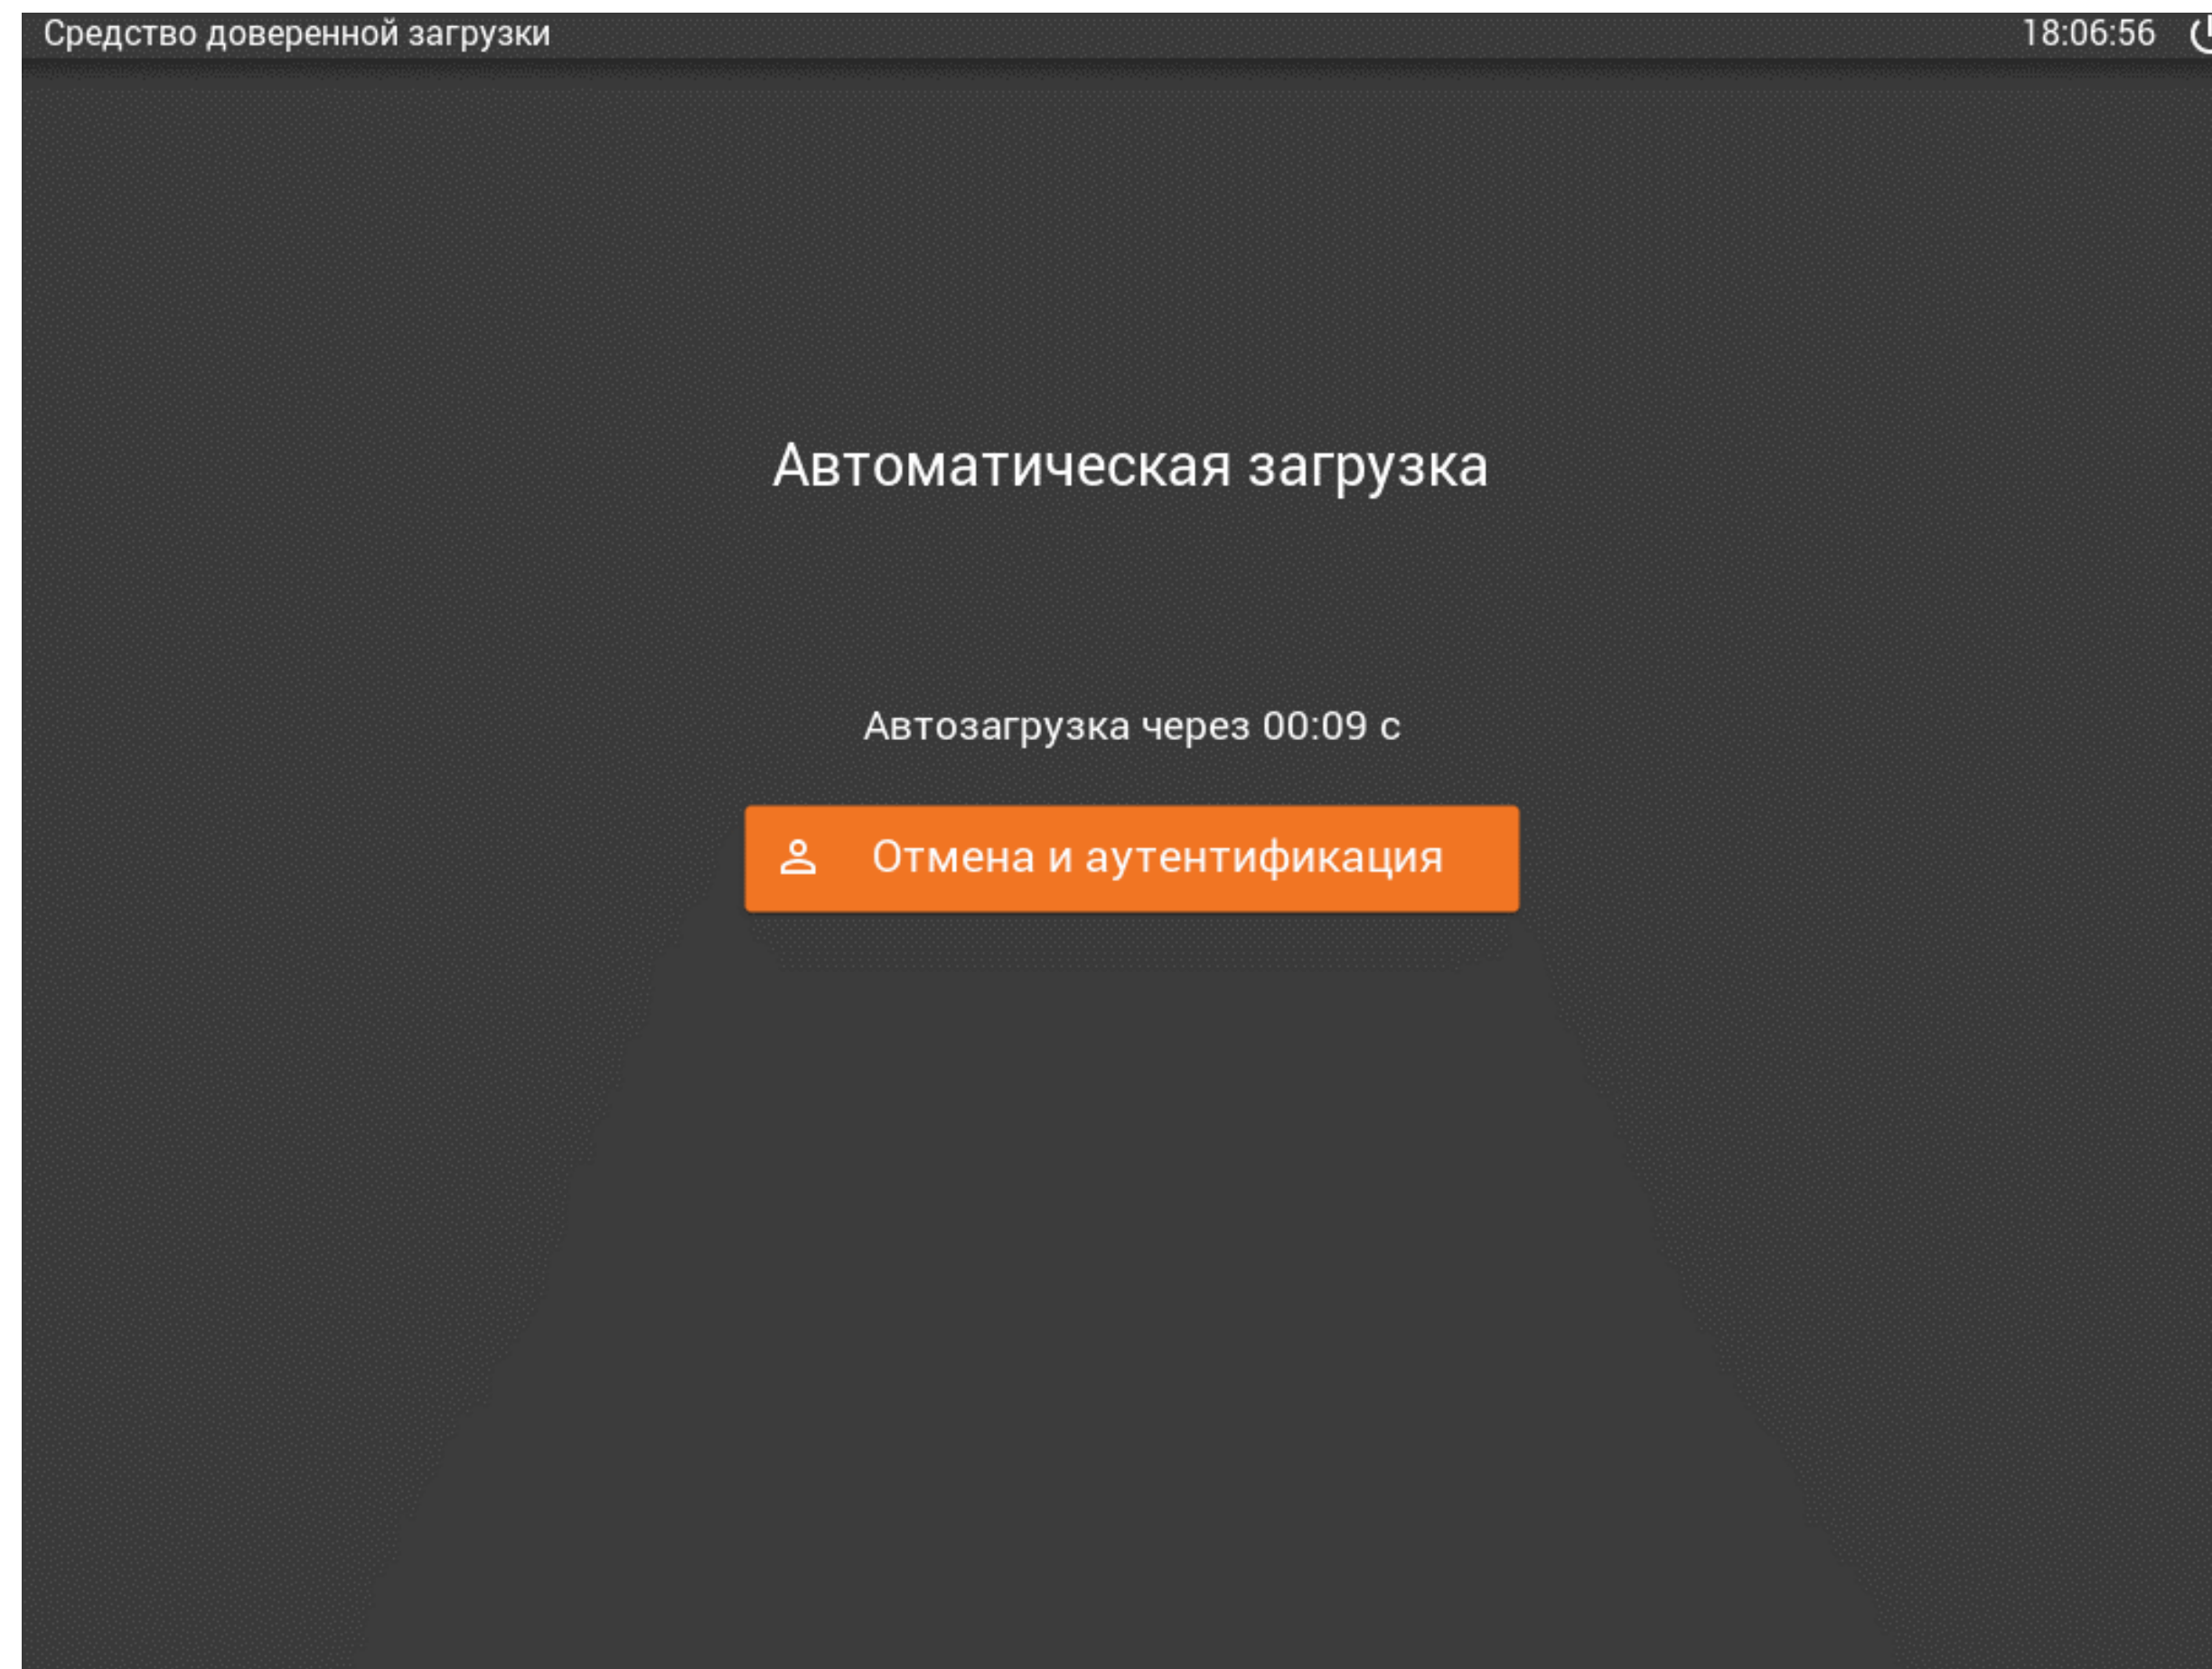 Средство доверенной загрузки
18:06:56
Автоматическая загрузка
Автозагрузка через 00:09 с
Отмена и аутентификация